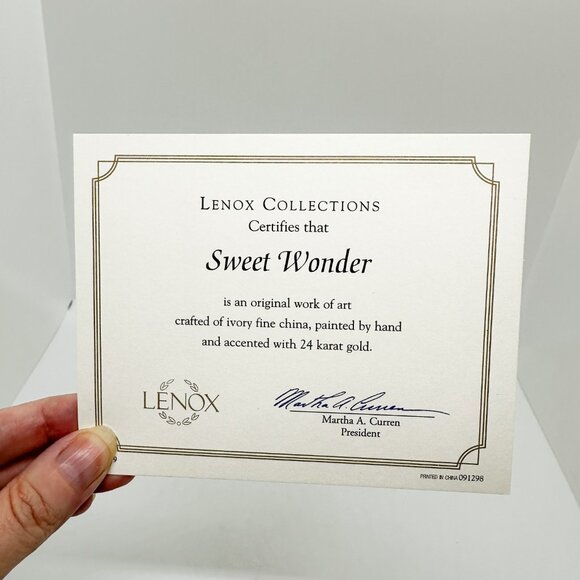 LENOX COLLECTIONS
Certifies that
Sweet Wonder
is an original work of art
crafted of ivory fine china, painted by hand
and accented with 24 karat gold.
LENOX
Martha A. Curren
Martha A. Curren
President
PRINTED IN CHINA 091298